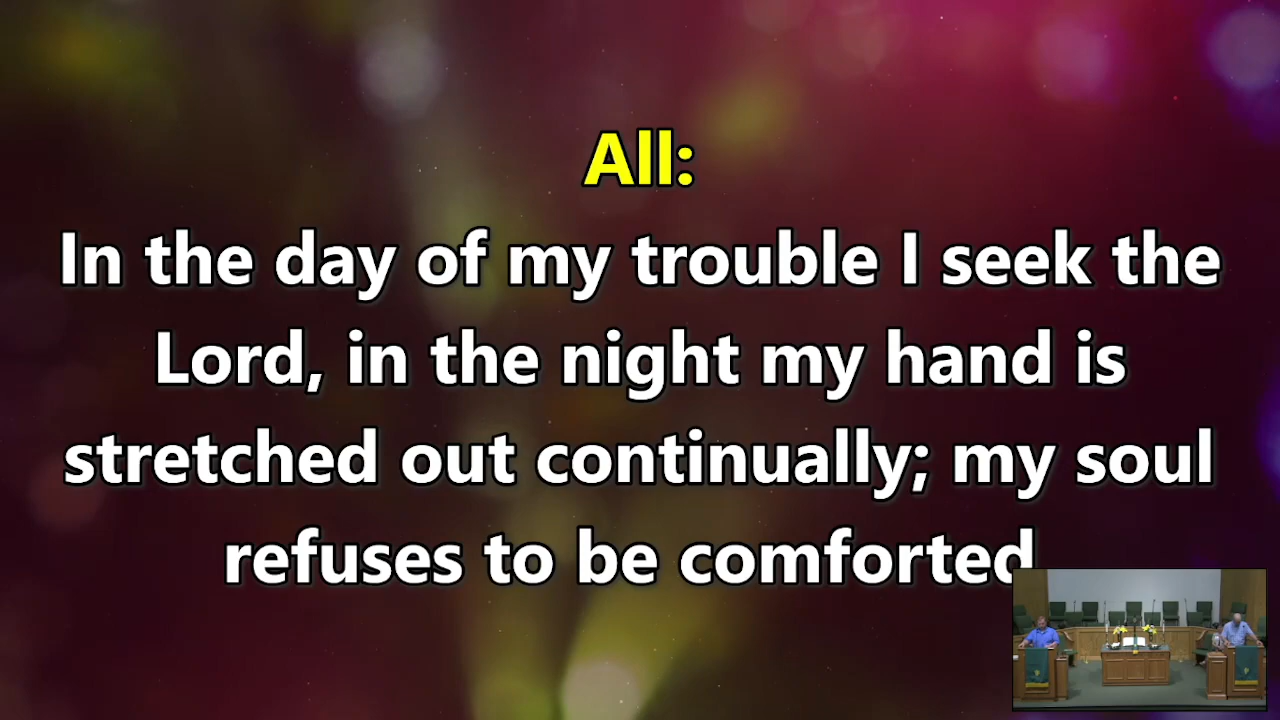 All:
In the day of my trouble I seek the
Lord, in the night my hand is
stretched out continually; my soul
refuses to be comforted